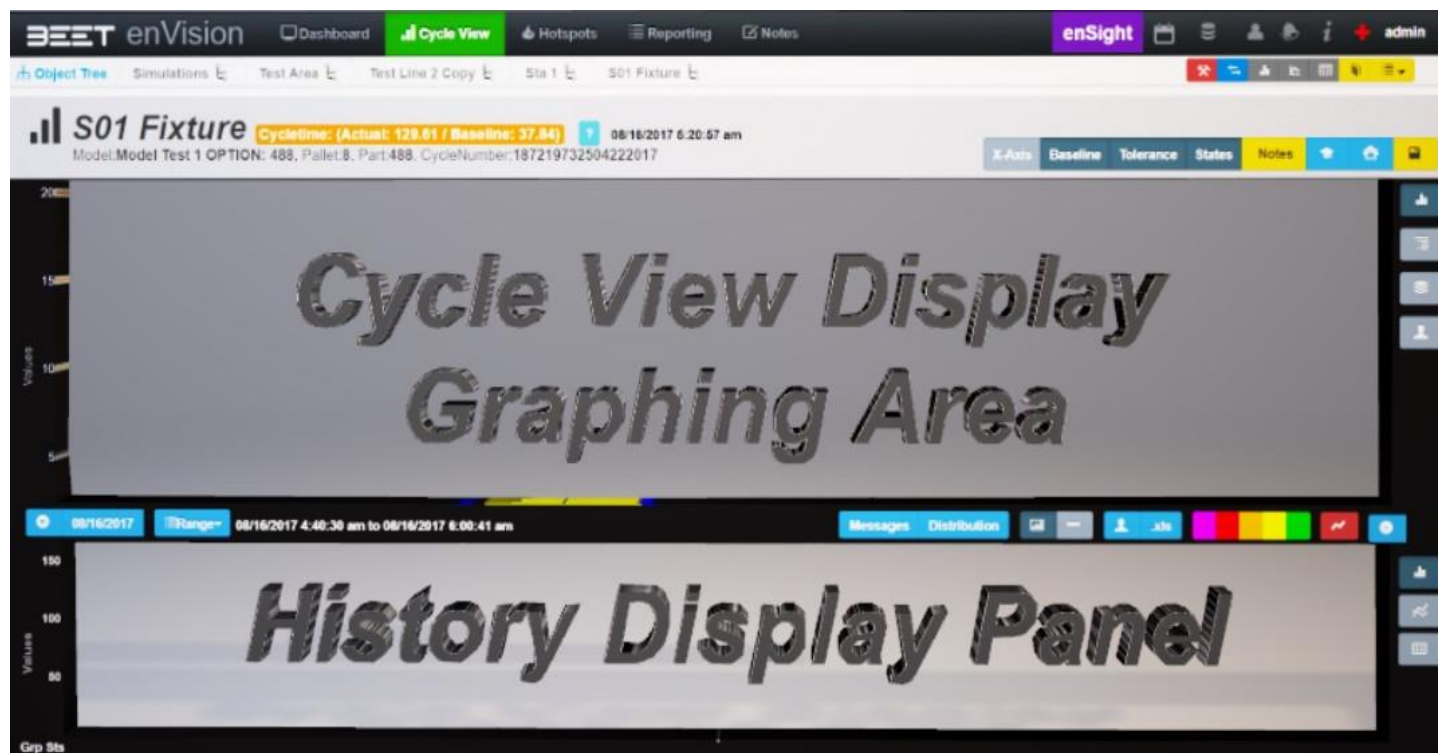 BEET enVision Dashboard Cycle View Hotspots Reporting Notes enSight i admin
Object Tree Simulations Test Area Test Line 2 Copy Sta 1 S01 Fixture
S01 Fixture Cycletime: (Actual: 129.61 / Baseline: 37.84) ? 08/16/2017 5:20:57 am
Model:Model Test 1 OPTION: 488, Pallet:8, Part:488, CycleNumber:187219732504222017
X-Axis Baseline Tolerance States Notes
20
15
10
5
Values
Cycle View Display
Graphing Area
08/16/2017 Range 08/16/2017 4:40:30 am to 08/16/2017 6:00:41 am Messages Distribution .xls
150
100
50
Values
History Display Panel
Grp Sts